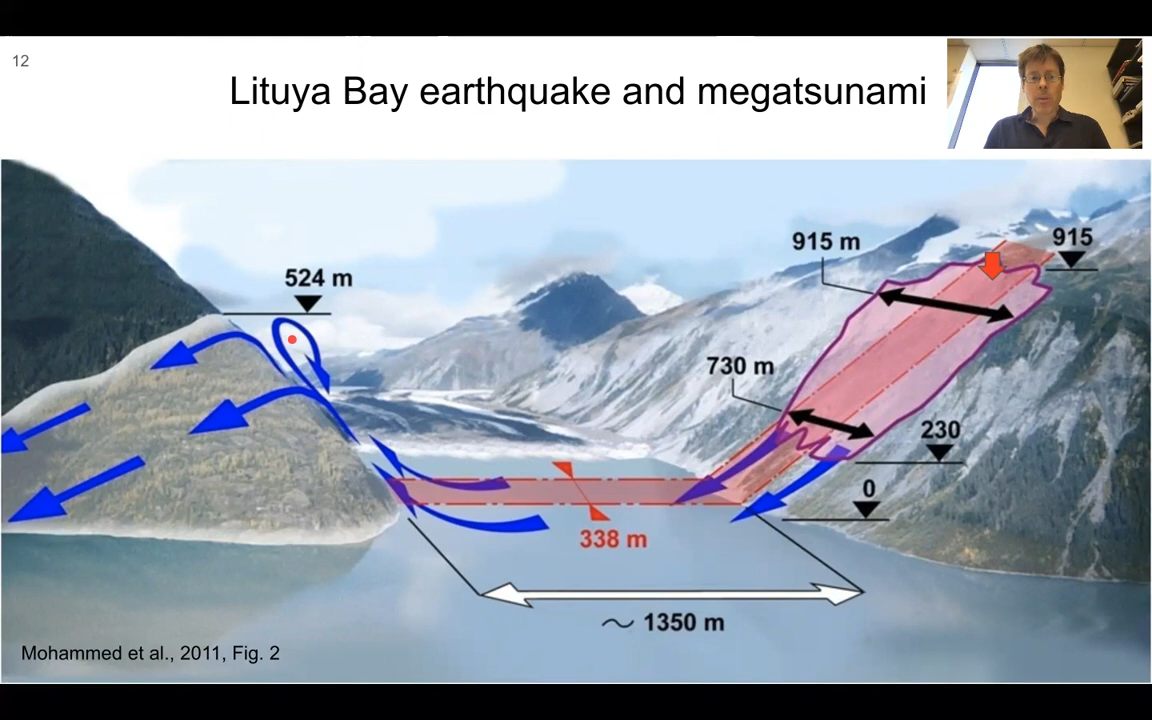 12
Lituya Bay earthquake and megatsunami
524 m
915 m
915
730 m
230
0
338 m
~ 1350 m
Mohammed et al., 2011, Fig. 2